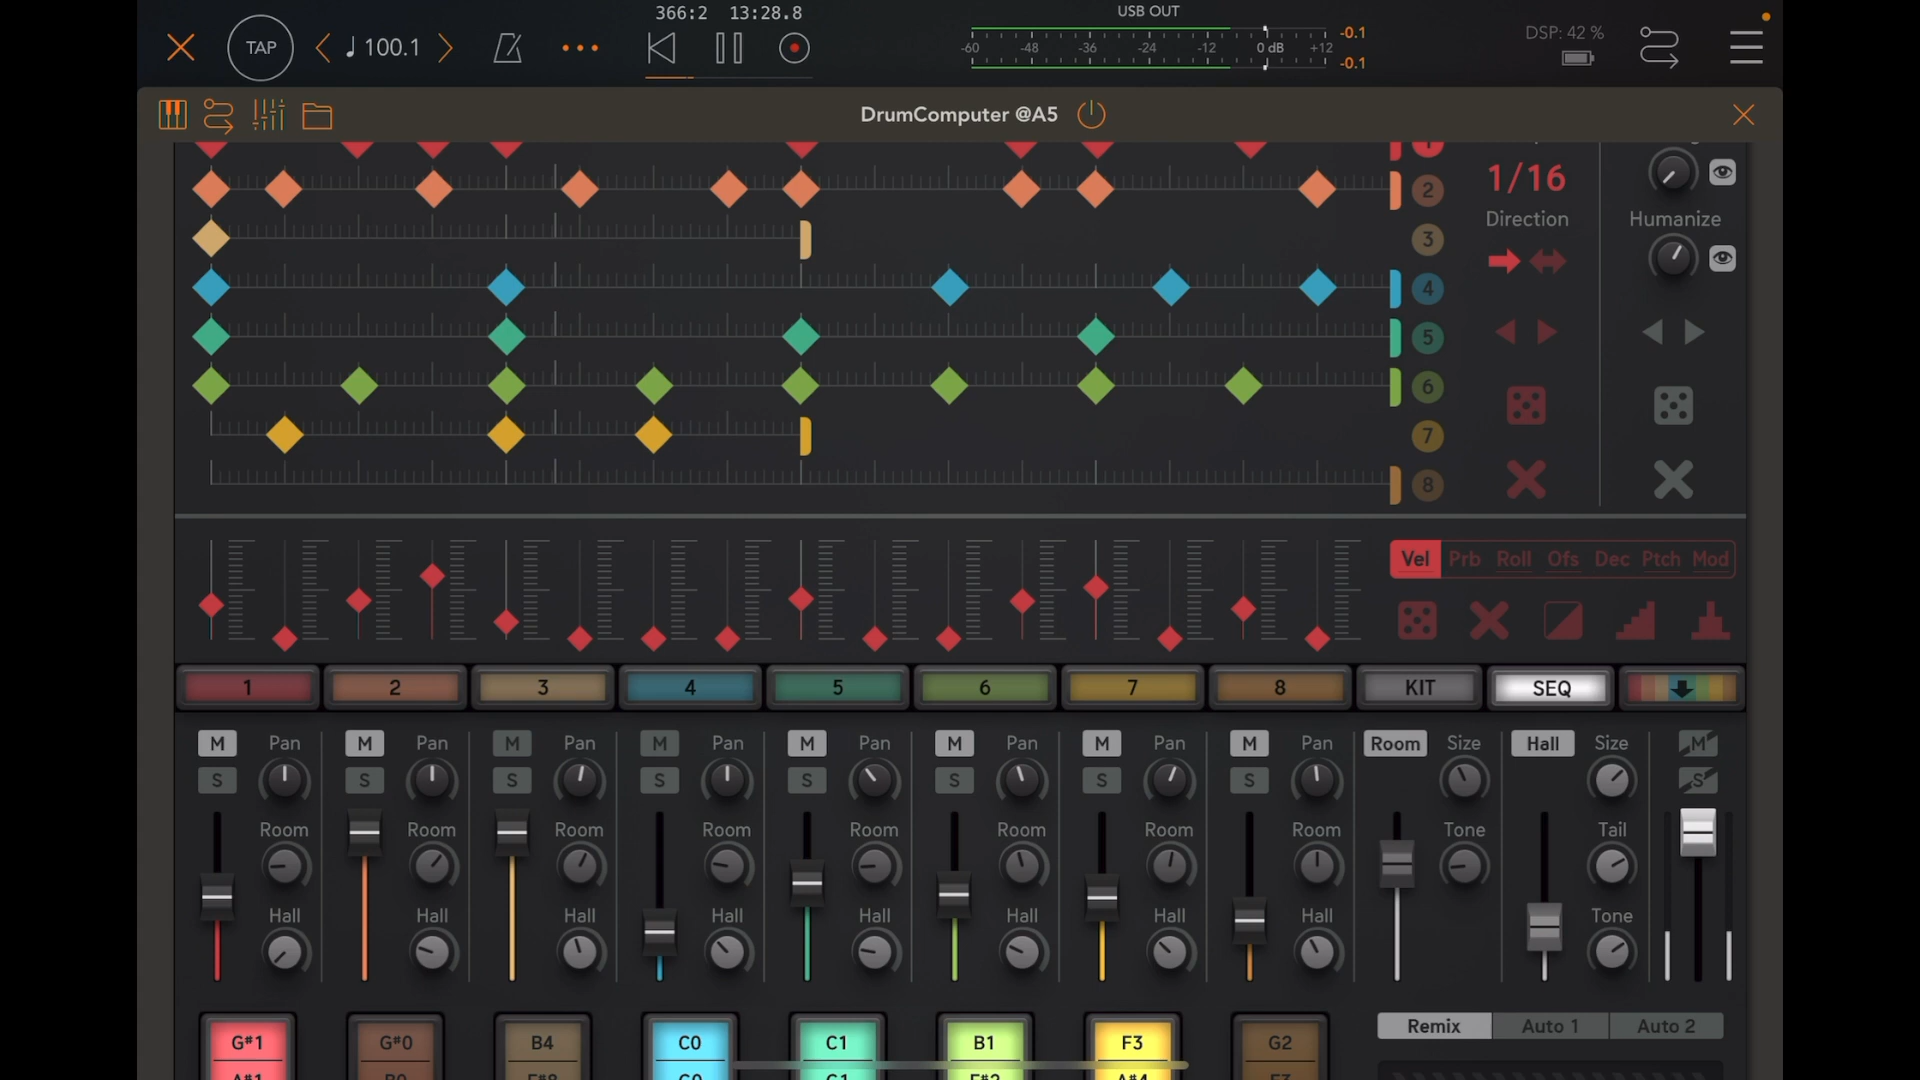 366:2 13:28.8
USB OUT
TAP
100.1
-60 -48 -36 -24 -12 0 dB +12
-0.1
-0.1
DSP: 42 %
DrumComputer @A5
1
1/16
2
Direction
Humanize
3
4
5
6
7
8
Vel Prb Roll Ofs Dec Ptch Mod
1 2 3 4 5 6 7 8 KIT SEQ
M Pan M Pan M Pan M Pan M Pan M Pan M Pan M Pan Room Size Hall Size M
S S S S S S S S S
Room Room Room Room Room Room Room Room Tone Tail
Hall Hall Hall Hall Hall Hall Hall Hall Tone
G#1 G#0 B4 C0 C1 B1 F3 G2
Remix Auto 1 Auto 2